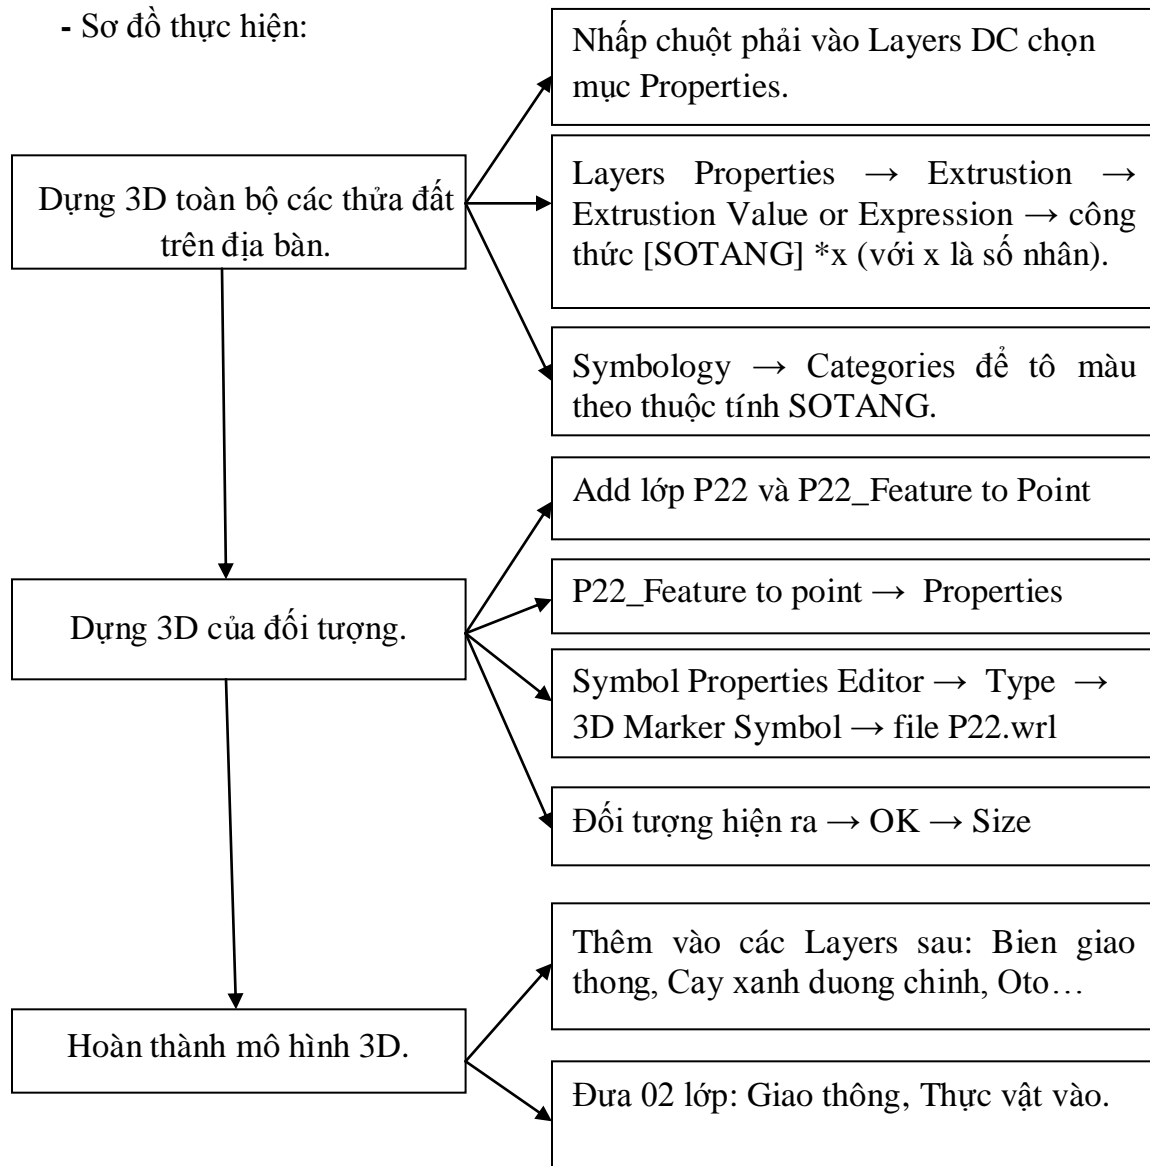 - Sơ đồ thực hiện:
Nhấp chuột phải vào Layers DC chọn
mục Properties.
Dựng 3D toàn bộ các thửa đất
trên địa bàn.
Layers Properties → Extrustion →
Extrustion Value or Expression → công
thức [SOTANG] *x (với x là số nhân).
Symbology → Categories để tô màu
theo thuộc tính SOTANG.
Add lớp P22 và P22_Feature to Point
P22_Feature to point → Properties
Dựng 3D của đối tượng.
Symbol Properties Editor → Type →
3D Marker Symbol → file P22.wrl
Đối tượng hiện ra → OK → Size
Thêm vào các Layers sau: Bien giao
thong, Cay xanh duong chinh, Oto…
Hoàn thành mô hình 3D.
Đưa 02 lớp: Giao thông, Thực vật vào.